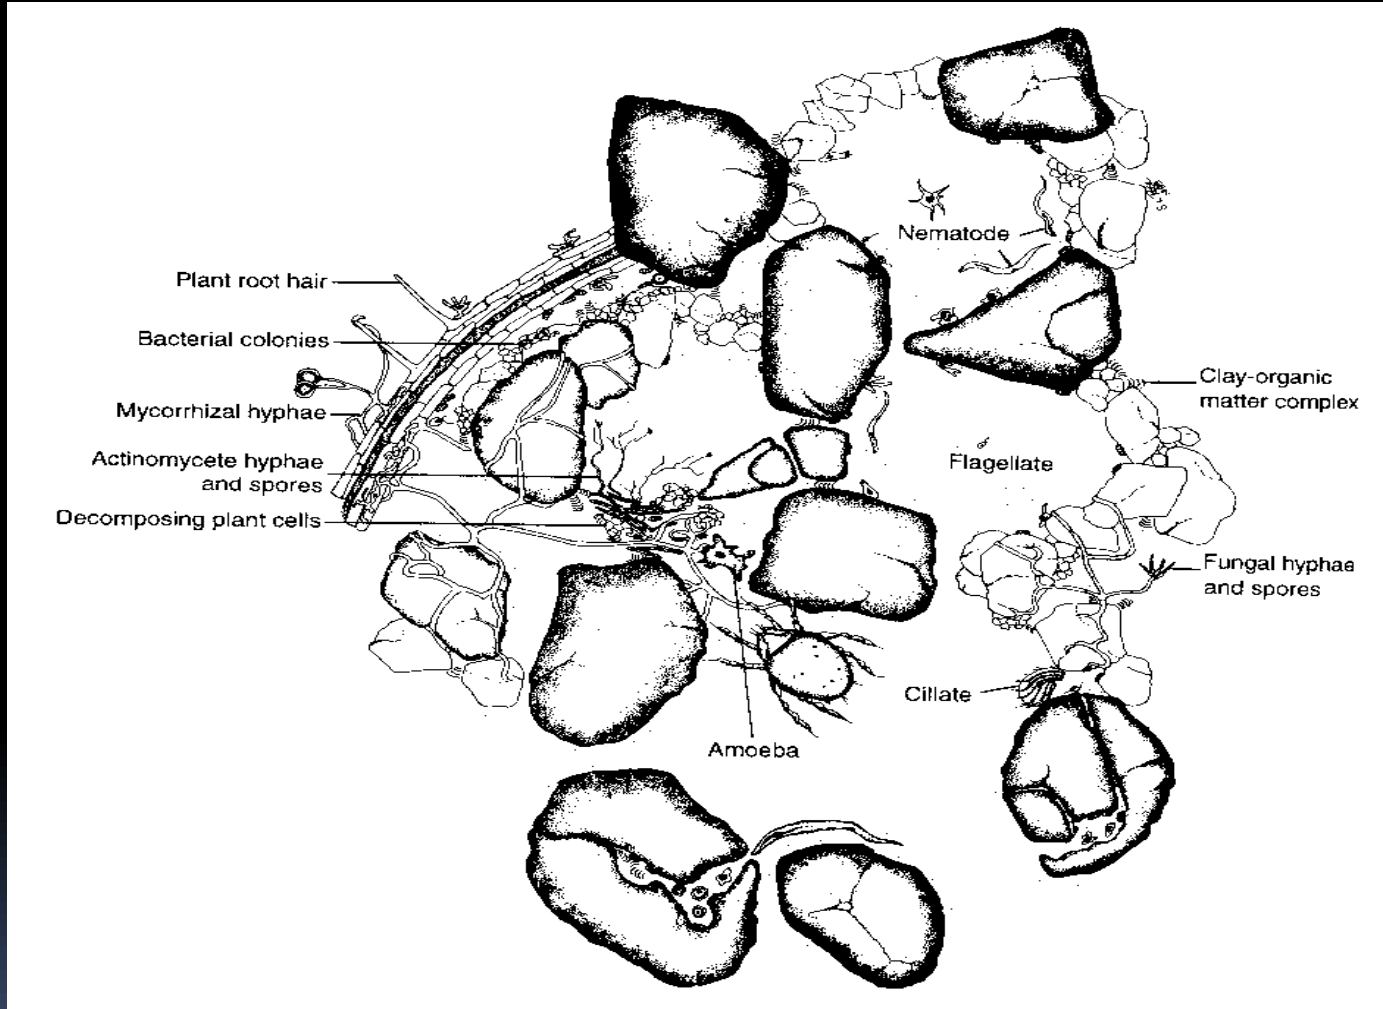 Nematode
Plant root hair
Bacterial colonies
Clay-organic
matter complex
Mycorrhizal hyphae
Actinomycete hyphae
and spores
Flagellate
Decomposing plant cells
Fungal hyphae
and spores
Cillate
Amoeba